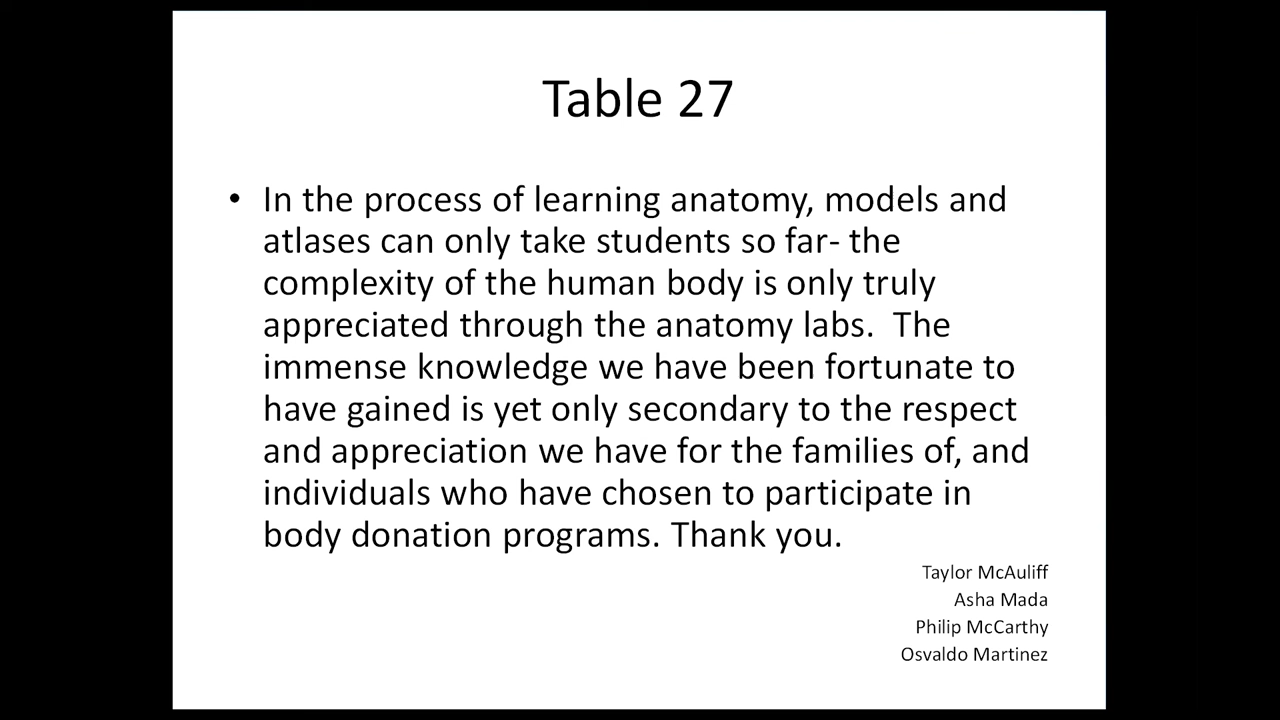 Table 27
• In the process of learning anatomy, models and
atlases can only take students so far- the
complexity of the human body is only truly
appreciated through the anatomy labs.  The
immense knowledge we have been fortunate to
have gained is yet only secondary to the respect
and appreciation we have for the families of, and
individuals who have chosen to participate in
body donation programs. Thank you.
Taylor McAuliff
Asha Mada
Philip McCarthy
Osvaldo Martinez